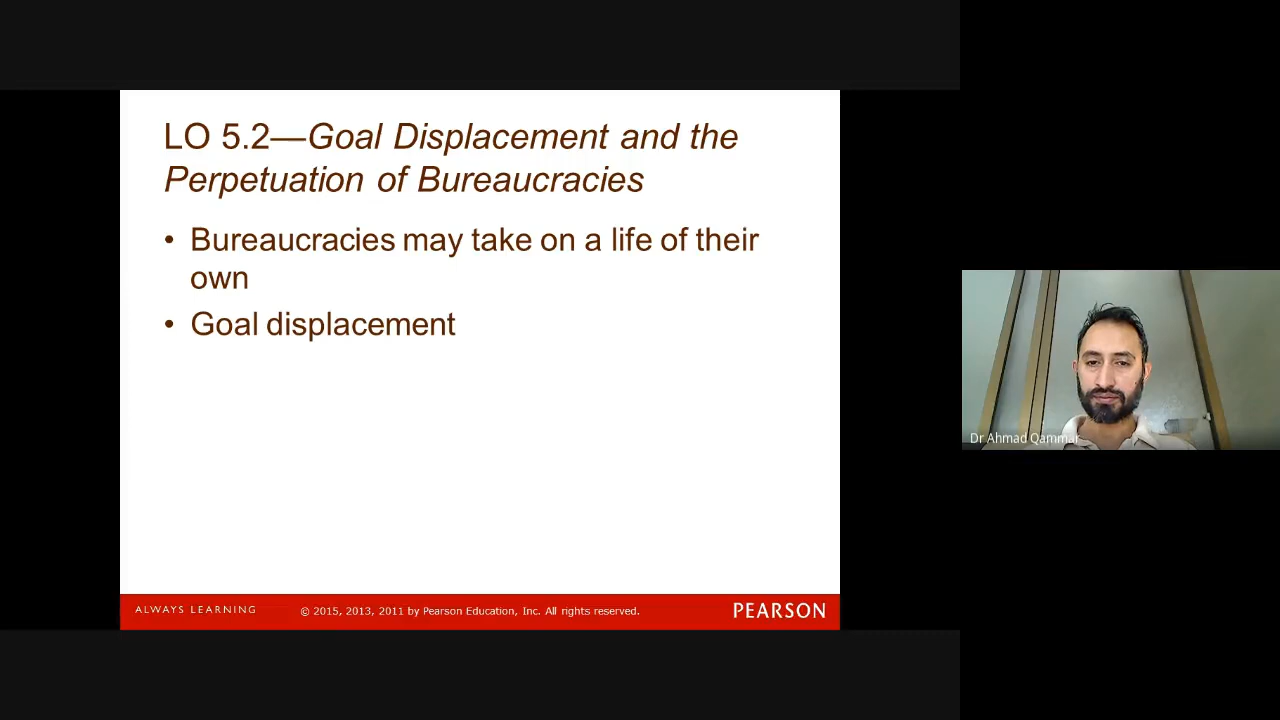 LO 5.2—Goal Displacement and the
Perpetuation of Bureaucracies
• Bureaucracies may take on a life of their
own
• Goal displacement
Dr Ahmad Qammar
ALWAYS LEARNING
© 2015, 2013, 2011 by Pearson Education, Inc. All rights reserved.
PEARSON